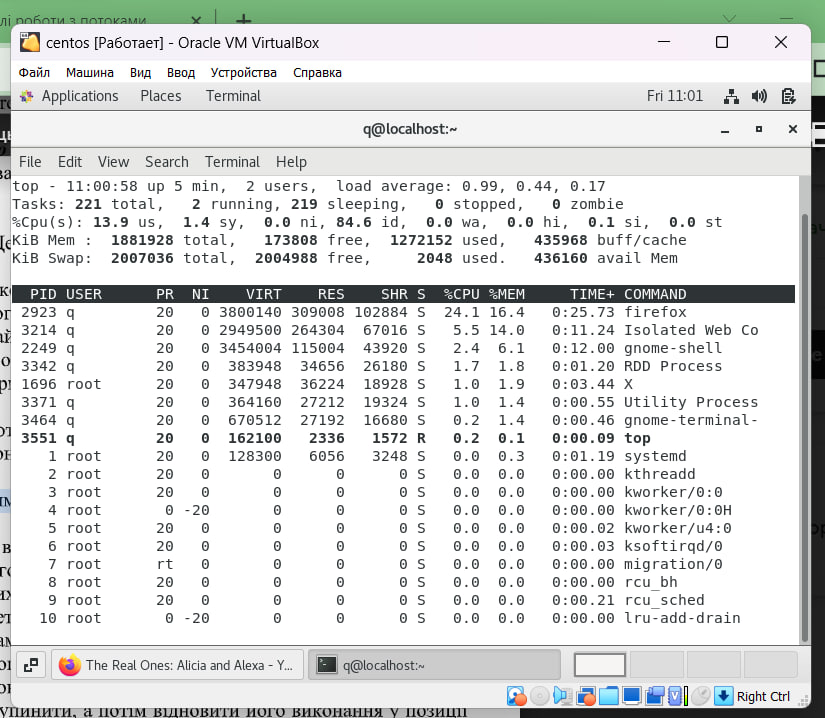 лі роботи з потоками
centos [Работает] - Oracle VM VirtualBox
Файл Машина Вид Ввод Устройства Справка
Applications Places Terminal Fri 11:01
q@localhost:~
File Edit View Search Terminal Help
top - 11:00:58 up 5 min,  2 users,  load average: 0.99, 0.44, 0.17
Tasks: 221 total,   2 running, 219 sleeping,   0 stopped,   0 zombie
%Cpu(s): 13.9 us,  1.4 sy,  0.0 ni, 84.6 id,  0.0 wa,  0.0 hi,  0.1 si,  0.0 st
KiB Mem :  1881928 total,   173808 free,  1272152 used,   435968 buff/cache
KiB Swap:  2007036 total,  2004988 free,     2048 used.   436160 avail Mem
PID USER PR NI VIRT RES SHR S %CPU %MEM TIME+ COMMAND
2923 q 20 0 3800140 309008 102884 S 24.1 16.4 0:25.73 firefox
3214 q 20 0 2949500 264304 67016 S 5.5 14.0 0:11.24 Isolated Web Co
2249 q 20 0 3454004 115004 43920 S 2.4 6.1 0:12.00 gnome-shell
3342 q 20 0 383948 34656 26180 S 1.7 1.8 0:01.20 RDD Process
1696 root 20 0 347948 36224 18928 S 1.0 1.9 0:03.44 X
3371 q 20 0 364160 27212 19324 S 1.0 1.4 0:00.55 Utility Process
3464 q 20 0 670512 27192 16680 S 0.2 1.4 0:00.46 gnome-terminal-
3551 q 20 0 162100 2336 1572 R 0.2 0.1 0:00.09 top
1 root 20 0 128300 6056 3248 S 0.0 0.3 0:01.19 systemd
2 root 20 0 0 0 0 S 0.0 0.0 0:00.00 kthreadd
3 root 20 0 0 0 0 S 0.0 0.0 0:00.00 kworker/0:0
4 root 0 -20 0 0 0 S 0.0 0.0 0:00.00 kworker/0:0H
5 root 20 0 0 0 0 S 0.0 0.0 0:00.02 kworker/u4:0
6 root 20 0 0 0 0 S 0.0 0.0 0:00.03 ksoftirqd/0
7 root rt 0 0 0 0 S 0.0 0.0 0:00.00 migration/0
8 root 20 0 0 0 0 S 0.0 0.0 0:00.00 rcu_bh
9 root 20 0 0 0 0 S 0.0 0.0 0:00.21 rcu_sched
10 root 0 -20 0 0 0 S 0.0 0.0 0:00.00 lru-add-drain
The Real Ones: Alicia and Alexa - Y... q@localhost:~
Right Ctrl
упинити, а потім відновити його виконання у позиції